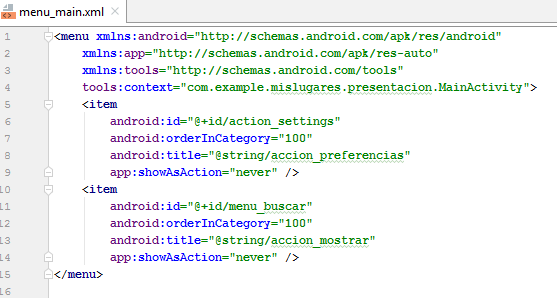 menu_main.xml
1 <menu xmlns:android="http://schemas.android.com/apk/res/android"
2 xmlns:app="http://schemas.android.com/apk/res-auto"
3 xmlns:tools="http://schemas.android.com/tools"
4 tools:context="com.example.mislugares.presentacion.MainActivity">
5 <item
6 android:id="@+id/action_settings"
7 android:orderInCategory="100"
8 android:title="@string/accion_preferencias"
9 app:showAsAction="never" />
10 <item
11 android:id="@+id/menu_buscar"
12 android:orderInCategory="100"
13 android:title="@string/accion_mostrar"
14 app:showAsAction="never" />
15 </menu>
16